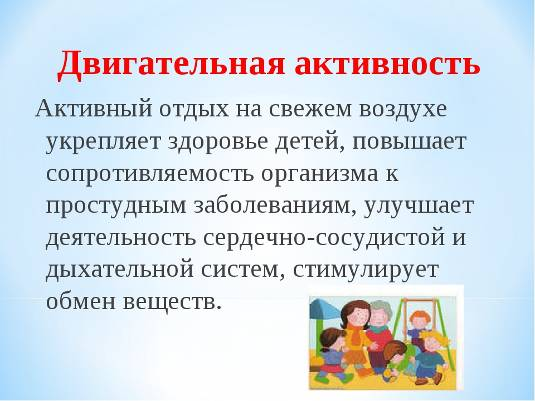 Двигательная активность
Активный отдых на свежем воздухе
укрепляет здоровье детей, повышает
сопротивляемость организма к
простудным заболеваниям, улучшает
деятельность сердечно-сосудистой и
дыхательной систем, стимулирует
обмен веществ.